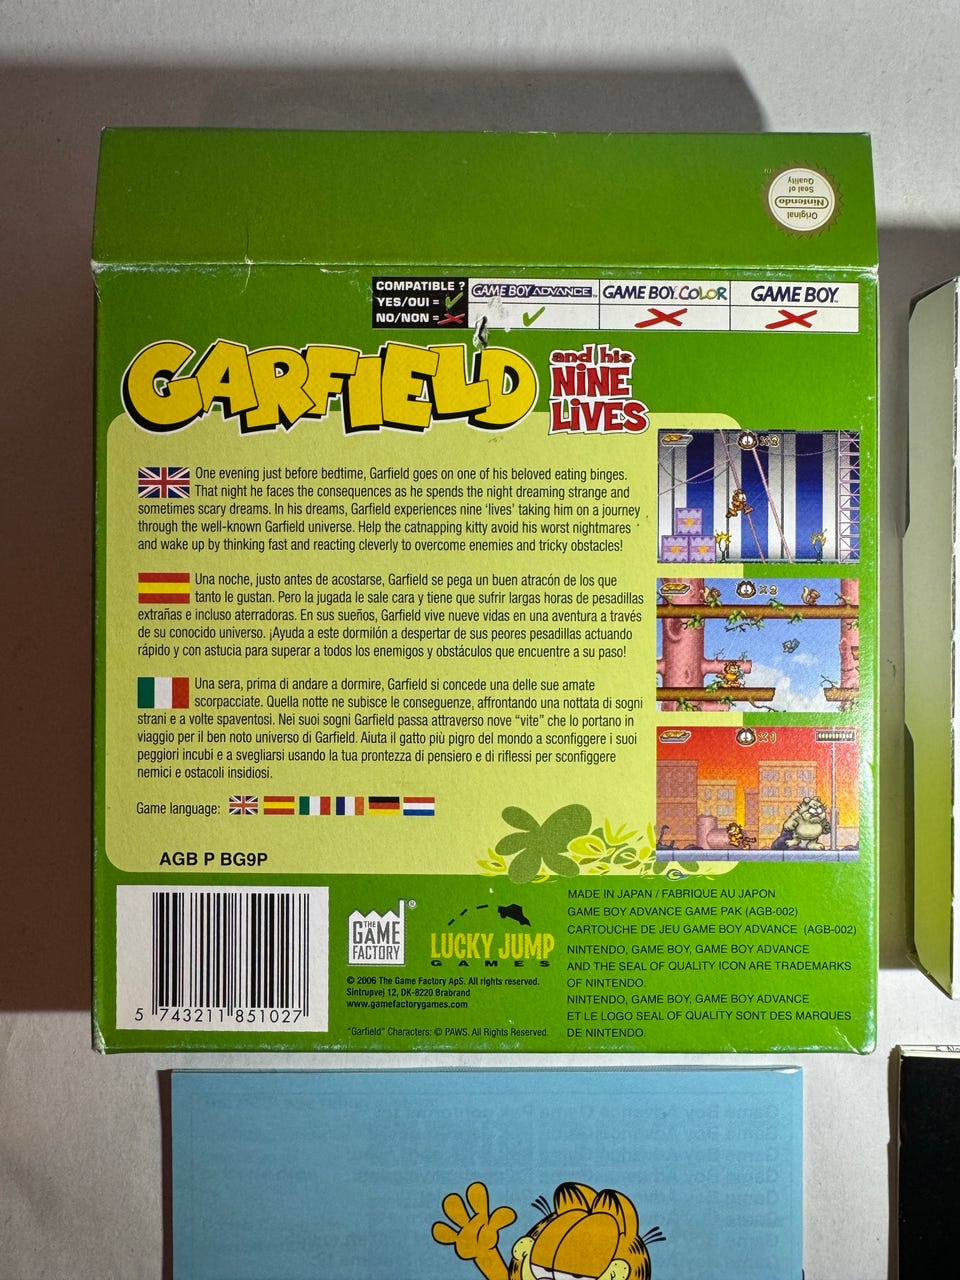 Original
Nintendo
Seal of
Quality
TM
COMPATIBLE ?
YES/OUI =
NO/NON =
GAME BOY ADVANCE
GAME BOY COLOR
GAME BOY
GARFIELD
and his
NiNE
LiVES
One evening just before bedtime, Garfield goes on one of his beloved eating binges.
That night he faces the consequences as he spends the night dreaming strange and
sometimes scary dreams. In his dreams, Garfield experiences nine ‘lives’ taking him on a journey
through the well-known Garfield universe. Help the catnapping kitty avoid his worst nightmares
and wake up by thinking fast and reacting cleverly to overcome enemies and tricky obstacles!
Una noche, justo antes de acostarse, Garfield se pega un buen atracón de los que
tanto le gustan. Pero la jugada le sale cara y tiene que sufrir largas horas de pesadillas
extrañas e incluso aterradoras. En sus sueños, Garfield vive nueve vidas en una aventura a través
de su conocido universo. ¡Ayuda a este dormilón a despertar de sus peores pesadillas actuando
rápido y con astucia para superar a todos los enemigos y obstáculos que encuentre a su paso!
Una sera, prima di andare a dormire, Garfield si concede una delle sue amate
scorpacciate. Quella notte ne subisce le conseguenze, affrontando una nottata di sogni
strani e a volte spaventosi. Nei suoi sogni Garfield passa attraverso nove “vite” che lo portano in
viaggio per il ben noto universo di Garfield. Aiuta il gatto più pigro del mondo a sconfiggere i suoi
peggiori incubi e a svegliarsi usando la tua prontezza di pensiero e di riflessi per sconfiggere
nemici e ostacoli insidiosi.
Game language:
x2
x2
x1
AGB P BG9P
5 743211 851027
THE
GAME
FACTORY
®
LUCKY JUMP
GAMES
© 2006 The Game Factory ApS. All rights reserved.
Sintrupvej 12, DK-8220 Brabrand
www.gamefactorygames.com
"Garfield" Characters: © PAWS. All Rights Reserved.
MADE IN JAPAN / FABRIQUE AU JAPON
GAME BOY ADVANCE GAME PAK (AGB-002)
CARTOUCHE DE JEU GAME BOY ADVANCE (AGB-002)
NINTENDO, GAME BOY, GAME BOY ADVANCE
AND THE SEAL OF QUALITY ICON ARE TRADEMARKS
OF NINTENDO.
NINTENDO, GAME BOY, GAME BOY ADVANCE
ET LE LOGO SEAL OF QUALITY SONT DES MARQUES
DE NINTENDO.